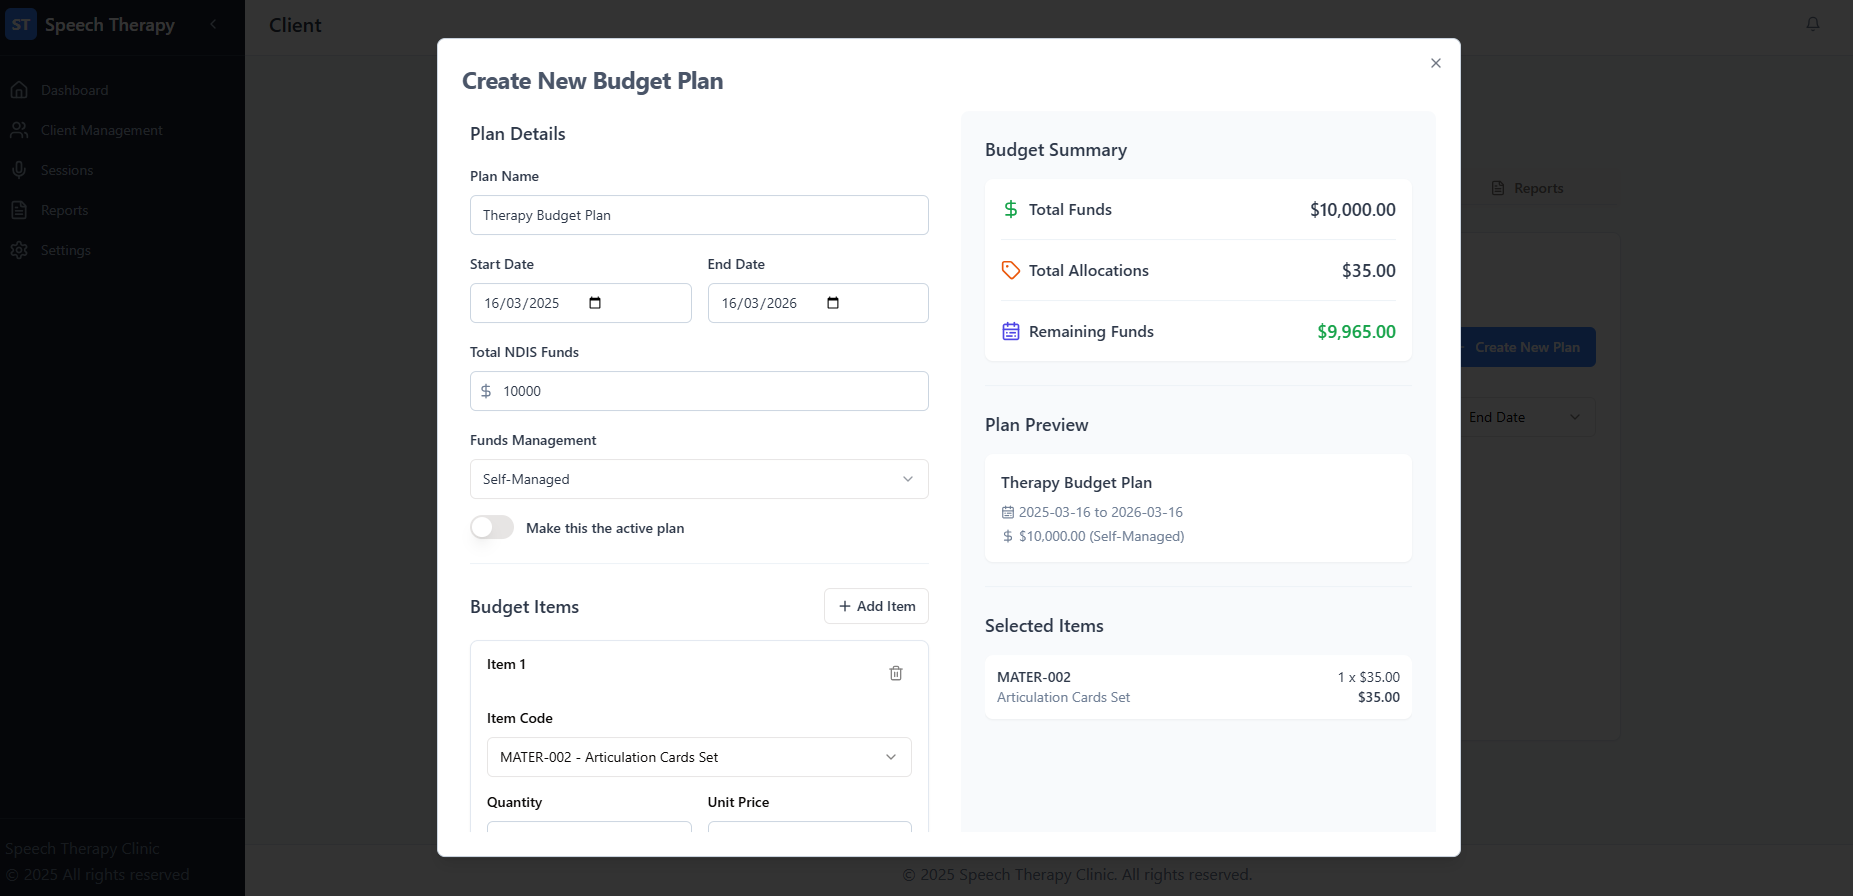 ST Speech Therapy
Dashboard
Client Management
Sessions
Reports
Settings
Speech Therapy Clinic
© 2025 All rights reserved
Client
Reports
Create New Plan
End Date
Create New Budget Plan
Plan Details
Plan Name
Therapy Budget Plan
Start Date End Date
16/03/2025 16/03/2026
Total NDIS Funds
$ 10000
Funds Management
Self-Managed
Make this the active plan
Budget Items + Add Item
Item 1
Item Code
MATER-002 - Articulation Cards Set
Quantity Unit Price
Budget Summary
$ Total Funds $10,000.00
Total Allocations $35.00
Remaining Funds $9,965.00
Plan Preview
Therapy Budget Plan
2025-03-16 to 2026-03-16
$ $10,000.00 (Self-Managed)
Selected Items
MATER-002 1 x $35.00
Articulation Cards Set $35.00
© 2025 Speech Therapy Clinic. All rights reserved.